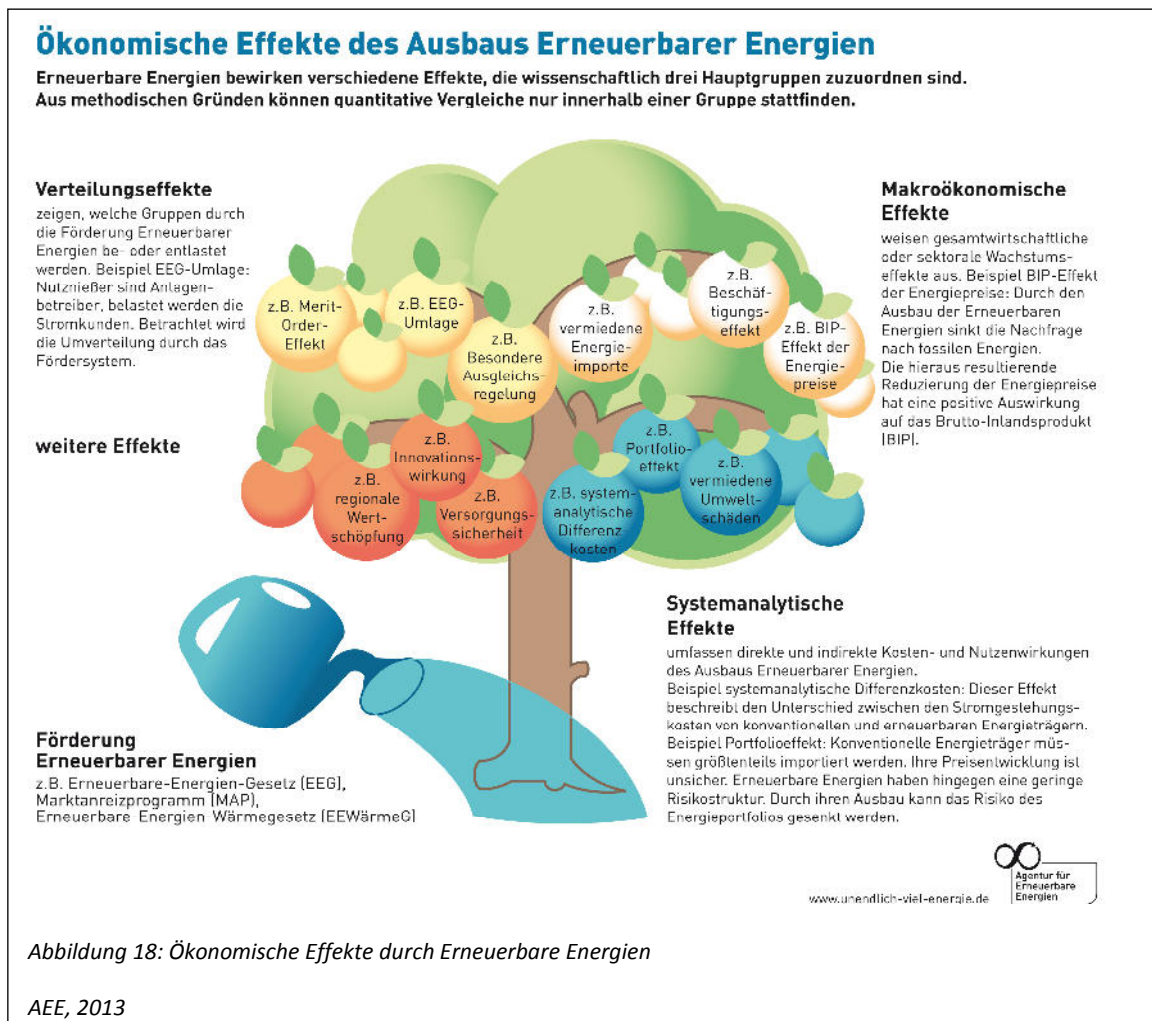 Ökonomische Effekte des Ausbaus Erneuerbarer Energien
Erneuerbare Energien bewirken verschiedene Effekte, die wissenschaftlich drei Hauptgruppen zuzuordnen sind.
Aus methodischen Gründen können quantitative Vergleiche nur innerhalb einer Gruppe stattfinden.
Verteilungseffekte
zeigen, welche Gruppen durch
die Förderung Erneuerbarer
Energien be- oder entlastet
werden. Beispiel EEG-Umlage:
Nutznießer sind Anlagen-
betreiber, belastet werden die
Stromkunden. Betrachtet wird
die Umverteilung durch das
Fördersystem.
z.B. Merit-
Order-
Effekt
z.B. EEG-
Umlage
z.B.
Besondere
Ausgleichs-
regelung
z.B.
vermiedene
Energie-
importe
z.B.
Beschäf-
tigungs-
effekt
z.B. BIP-
Effekt der
Energie-
preise
Makroökonomische
Effekte
weisen gesamtwirtschaftliche
oder sektorale Wachstums-
effekte aus. Beispiel BIP-Effekt
der Energiepreise: Durch den
Ausbau der Erneuerbaren
Energien sinkt die Nachfrage
nach fossilen Energien.
Die hieraus resultierende
Reduzierung der Energiepreise
hat eine positive Auswirkung
auf das Brutto-Inlandsprodukt
(BIP).
weitere Effekte
z.B.
regionale
Wert-
schöpfung
z.B.
Innovations-
wirkung
z.B.
Versorgungs-
sicherheit
z.B. system-
analytische
Differenz
kosten
z.B.
Portfolio-
effekt
z.B.
vermiedene
Umwelt-
schäden
Systemanalytische
Effekte
umfassen direkte und indirekte Kosten- und Nutzenwirkungen
des Ausbaus Erneuerbarer Energien.
Beispiel systemanalytische Differenzkosten: Dieser Effekt
beschreibt den Unterschied zwischen den Stromgestehungs-
kosten von konventionellen und erneuerbaren Energieträgern.
Beispiel Portfolioeffekt: Konventionelle Energieträger müs-
sen größtenteils importiert werden. Ihre Preisentwicklung ist
unsicher. Erneuerbare Energien haben hingegen eine geringe
Risikostruktur. Durch ihren Ausbau kann das Risiko des
Energieportfolios gesenkt werden.
Förderung
Erneuerbarer Energien
z.B. Erneuerbare-Energien-Gesetz (EEG),
Marktanreizprogramm (MAP),
Erneuerbare Energien Wärmegesetz (EEWärmeG)
www.unendlich-viel-energie.de
Agentur für
Erneuerbare
Energien
Abbildung 18: Ökonomische Effekte durch Erneuerbare Energien
AEE, 2013